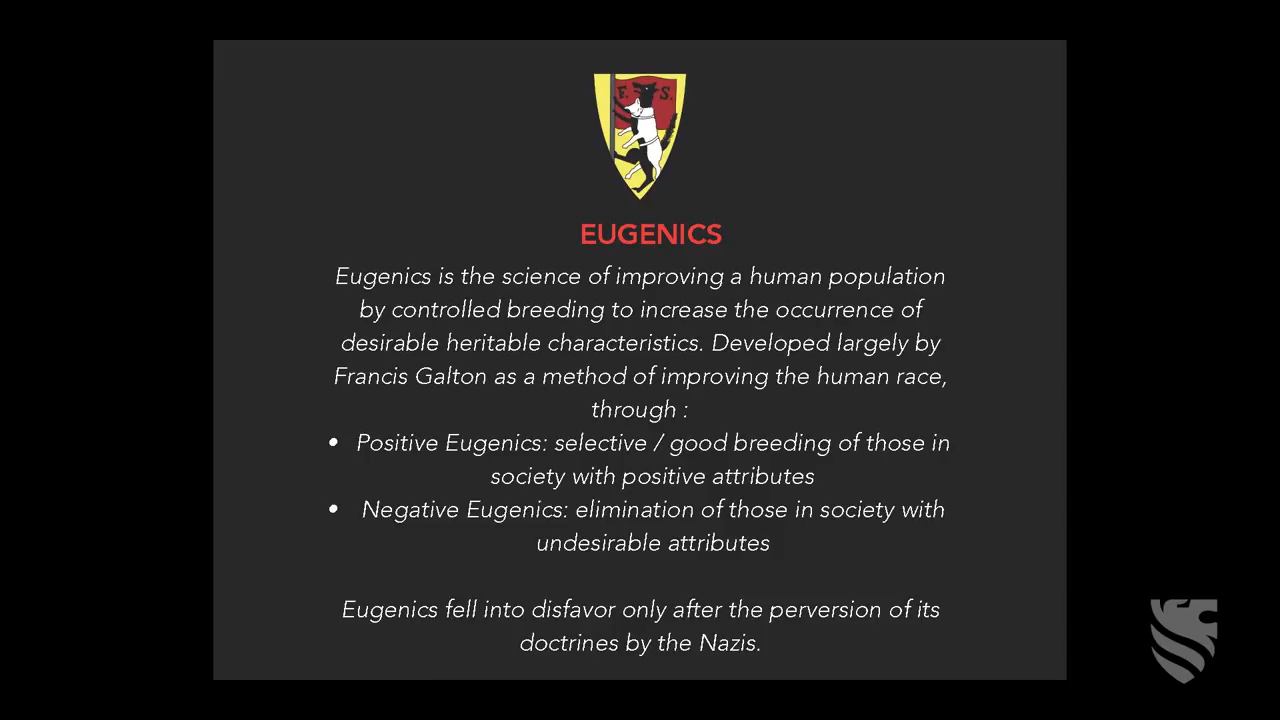 F. S.
EUGENICS
Eugenics is the science of improving a human population
by controlled breeding to increase the occurrence of
desirable heritable characteristics. Developed largely by
Francis Galton as a method of improving the human race,
through :
• Positive Eugenics: selective / good breeding of those in
society with positive attributes
• Negative Eugenics: elimination of those in society with
undesirable attributes
Eugenics fell into disfavor only after the perversion of its
doctrines by the Nazis.